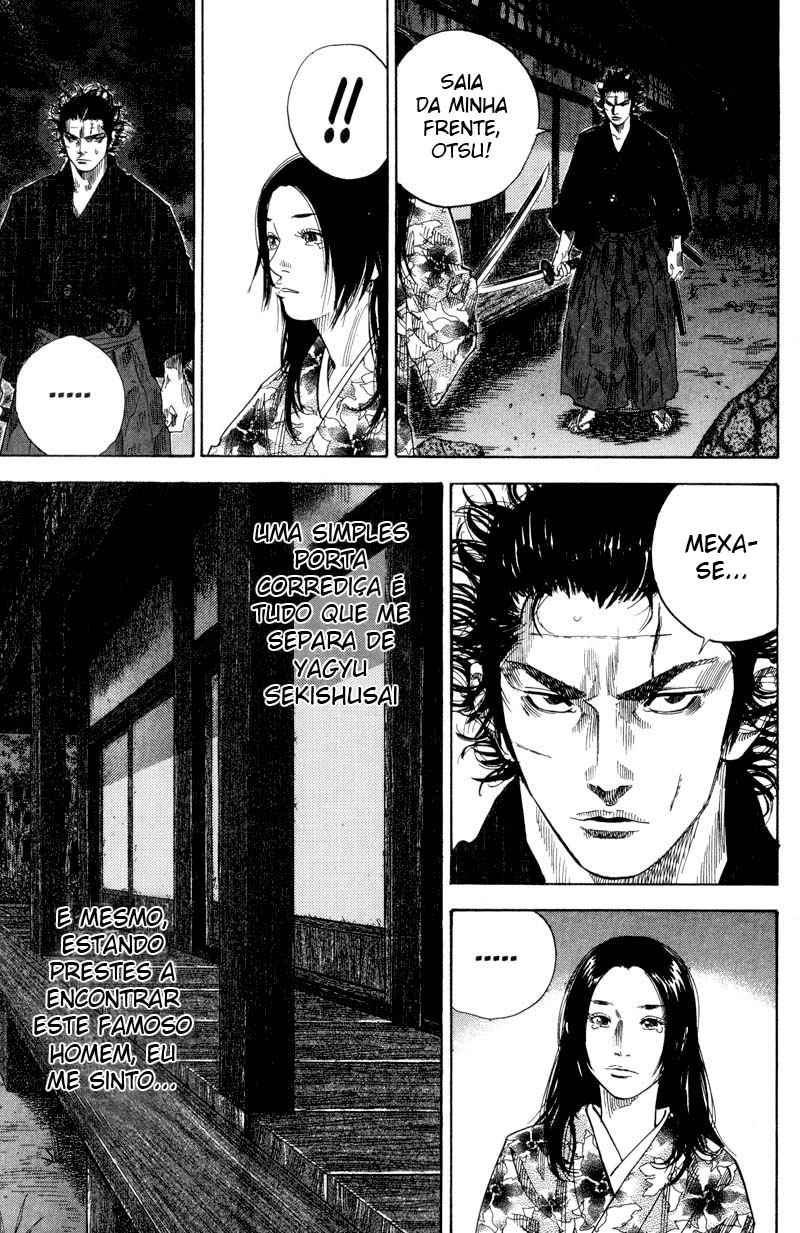 SAIA
DA MINHA
FRENTE,
OTSU!
!!
.....
MEXA-
SE...
.....
UMA SIMPLES
PORTA
CORREDIÇA É
TUDO QUE ME
SEPARA DE
YAGYU
SEKISHUSAI
E MESMO,
ESTANDO
PRESTES A
ENCONTRAR
ESTE FAMOSO
HOMEM, EU
ME SINTO...